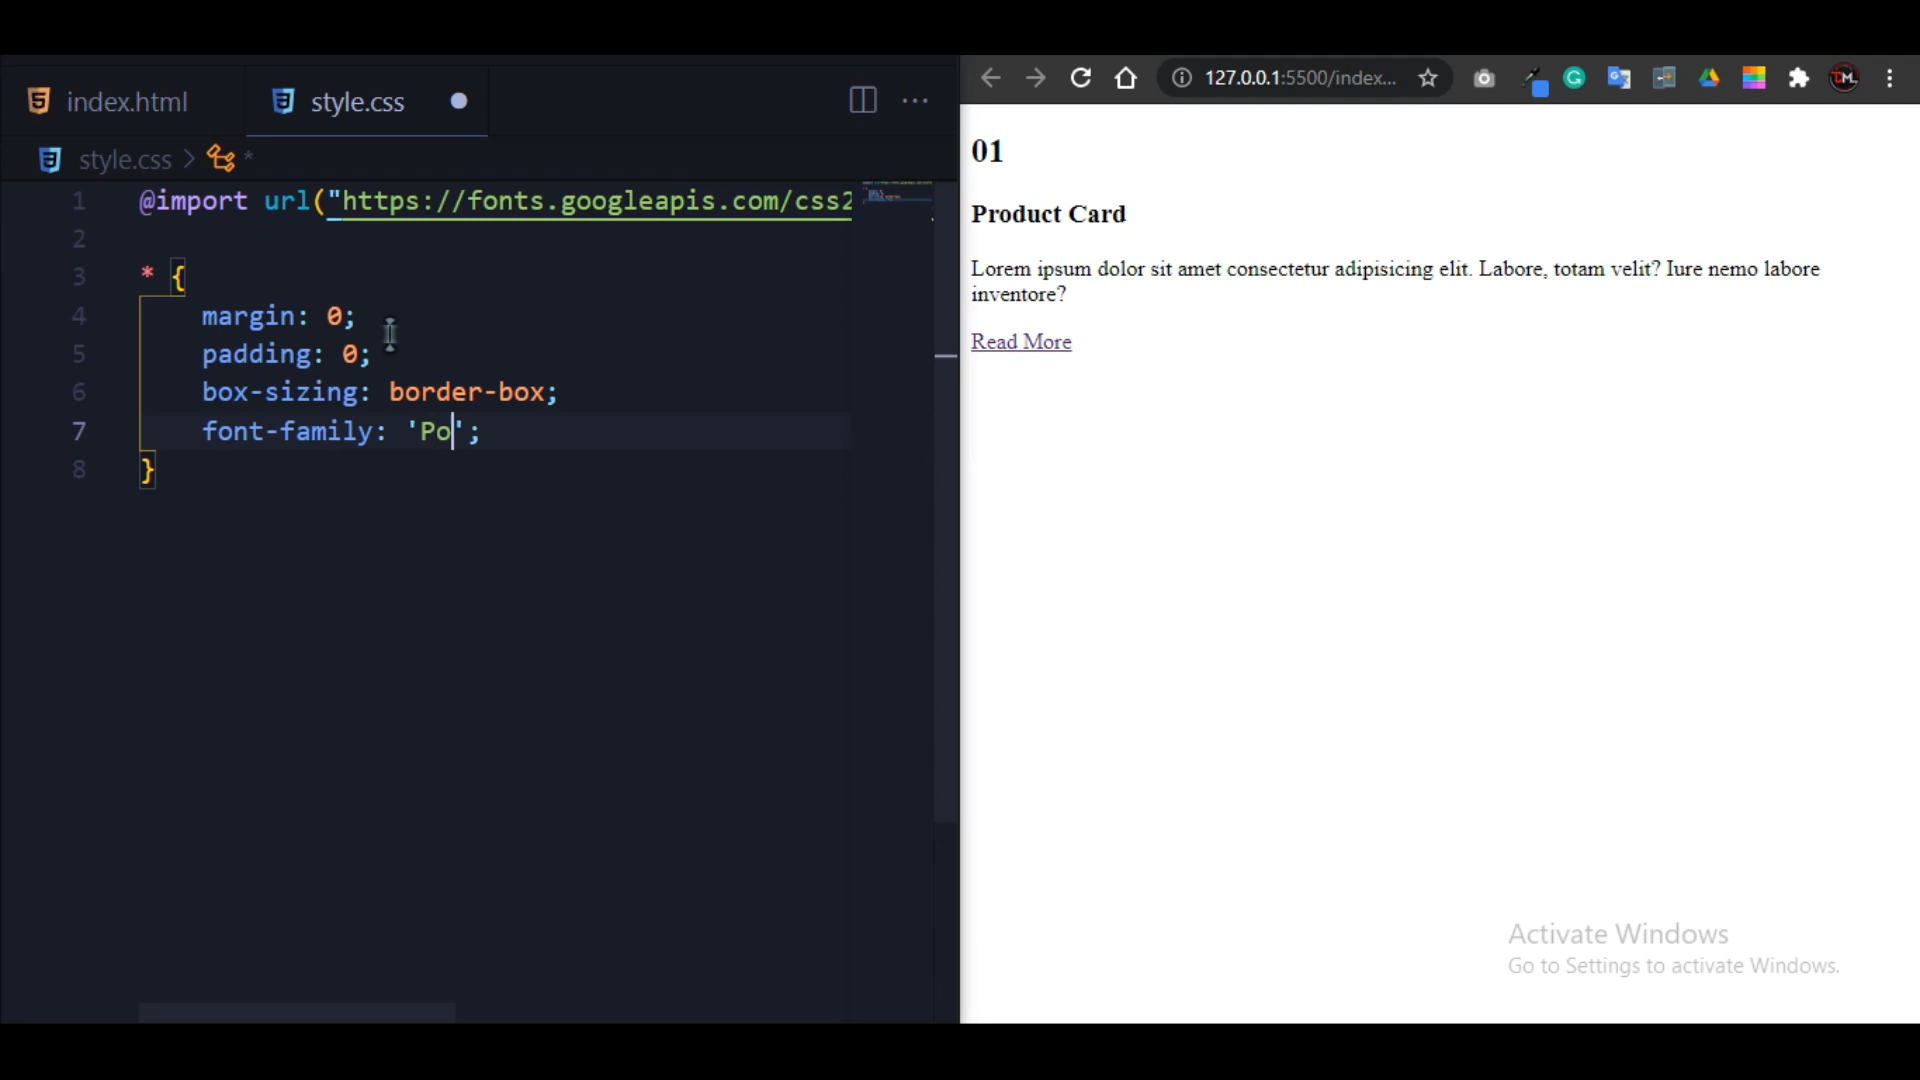 index.html
style.css
style.css > *
1 @import url("https://fonts.googleapis.com/css2
2
3 * {
4 margin: 0;
5 padding: 0;
6 box-sizing: border-box;
7 font-family: 'Po';
8 }
127.0.0.1:5500/index...
01
Product Card
Lorem ipsum dolor sit amet consectetur adipisicing elit. Labore, totam velit? Iure nemo labore
inventore?
Read More
Activate Windows
Go to Settings to activate Windows.